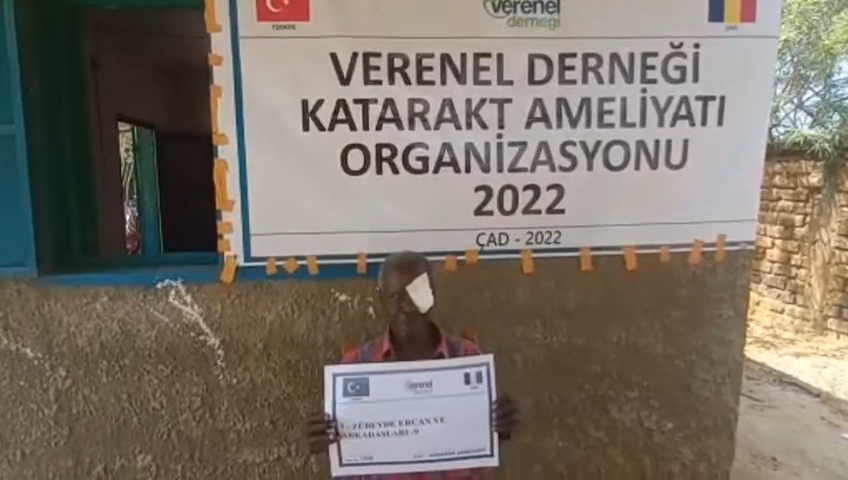 verenel
derneği
TÜRKİYE
ÇAD
VERENEL DERNEĞİ
KATARAKT AMELİYATI
ORGANİZASYONU
2022
ÇAD - 2022
verenel
ZÜBEYDE ERCAN VE
ARKADASLARI-9